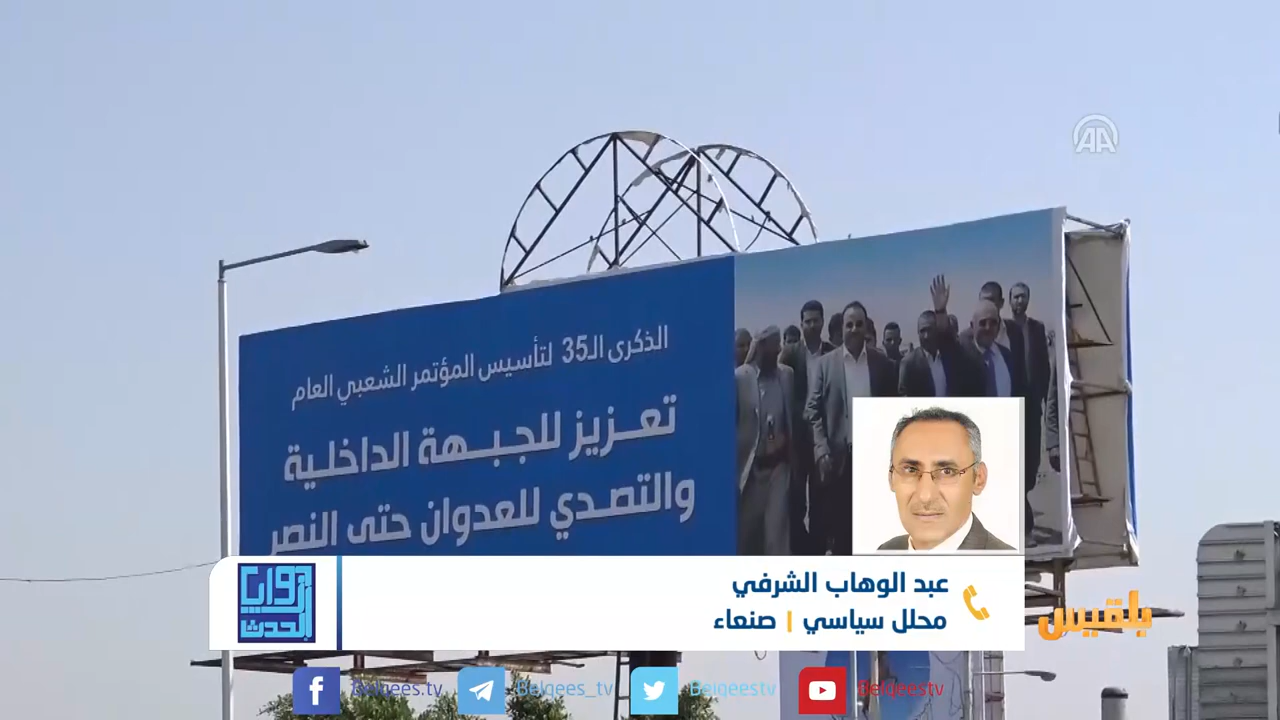 AA
الذكرى الـ35 لتأسيس المؤتمر الشعبي العام
تعزيز للجبهة الداخلية
والتصدي للعدوان حتى النصر
عبد الوهاب الشرفي
محلل سياسي | صنعاء
الحدث
بلقيس
Belqees.tv
Belqees_tv
Belqeestv
Belqeestv